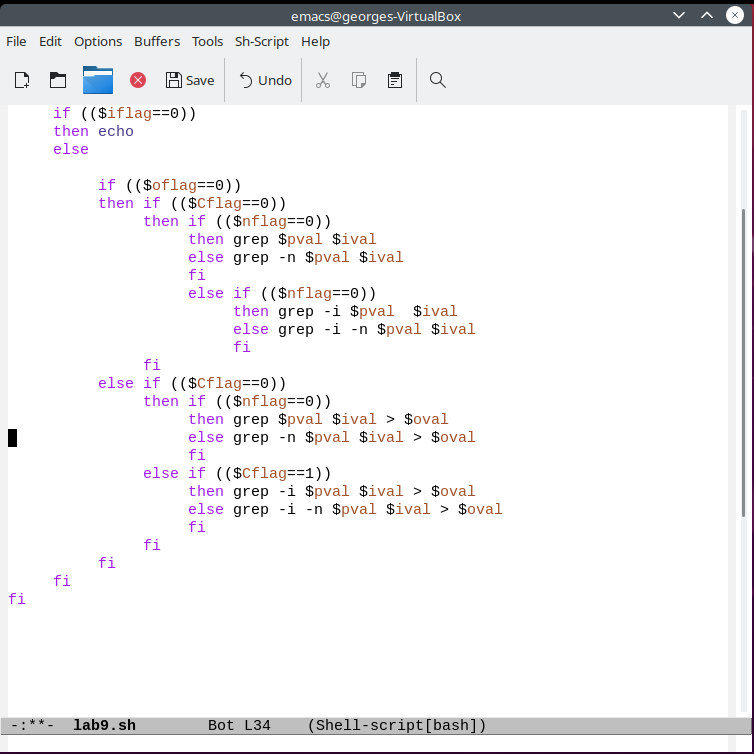 emacs@georges-VirtualBox
File Edit Options Buffers Tools Sh-Script Help
Save Undo
if (($iflag==0))
then echo
else
if (($oflag==0))
then if (($Cflag==0))
then if (($nflag==0))
then grep $pval $ival
else grep -n $pval $ival
fi
else if (($nflag==0))
then grep -i $pval  $ival
else grep -i -n $pval $ival
fi
fi
else if (($Cflag==0))
then if (($nflag==0))
then grep $pval $ival > $oval
else grep -n $pval $ival > $oval
fi
else if (($Cflag==1))
then grep -i $pval $ival > $oval
else grep -i -n $pval $ival > $oval
fi
fi
fi
fi
fi
-:**-  lab9.sh        Bot L34    (Shell-script[bash])